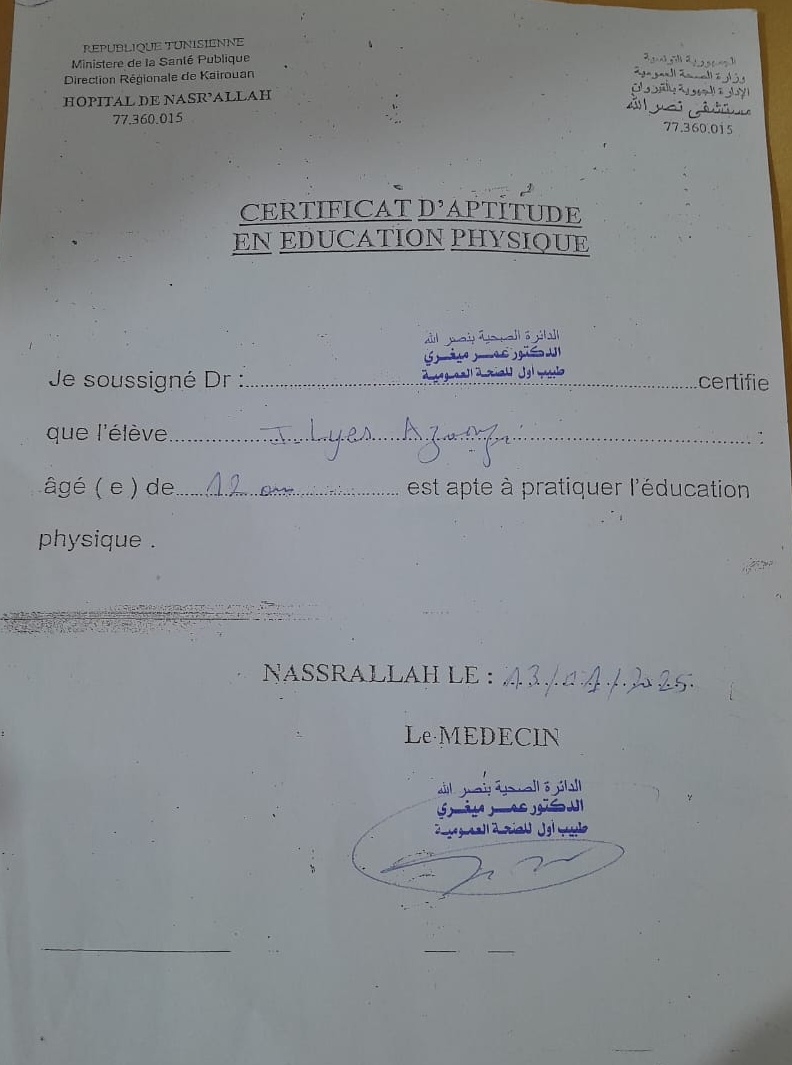 REPUBLIQUE TUNISIENNE
Ministere de la Santé Publique
Direction Régionale de Kairouan
HOPITAL DE NASR'ALLAH
77.360.015
الجمهورية التونسية
وزارة الصحة العمومية
الإدارة الجهوية بالقيروان
مستشفى نصر الله
77.360.015
CERTIFICAT D'APTITUDE
EN EDUCATION PHYSIQUE
الدائرة الصحية بنصر الله
الدكتور عمر ميغري
طبيب أول للصحة العمومية
Je soussigné Dr :..........certifie
que l'élève.......... Lyes ..........:
âgé ( e ) de..... 12 ans .......... est apte à pratiquer l'éducation
physique .
NASSRALLAH LE : 13/01/2025.
Le MEDECIN
الدائرة الصحية بنصر الله
الدكتور عمر ميغري
طبيب أول للصحة العمومية